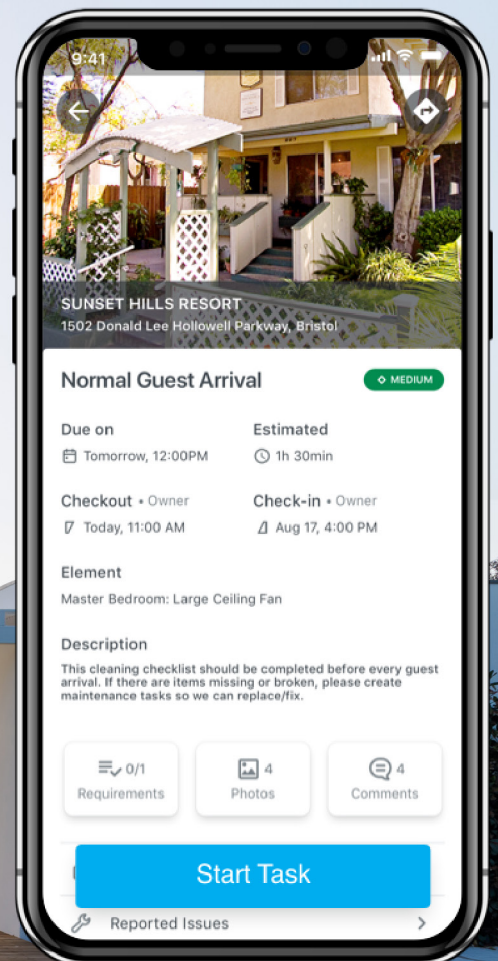 9:41
SUNSET HILLS RESORT
1502 Donald Lee Hollowell Parkway, Bristol
Normal Guest Arrival
MEDIUM
Due on
Estimated
Tomorrow, 12:00PM
1h 30min
Checkout • Owner
Check-in • Owner
Today, 11:00 AM
Aug 17, 4:00 PM
Element
Master Bedroom: Large Ceiling Fan
Description
This cleaning checklist should be completed before every guest
arrival. If there are items missing or broken, please create
maintenance tasks so we can replace/fix.
0/1
Requirements
4
Photos
4
Comments
Start Task
Reported Issues